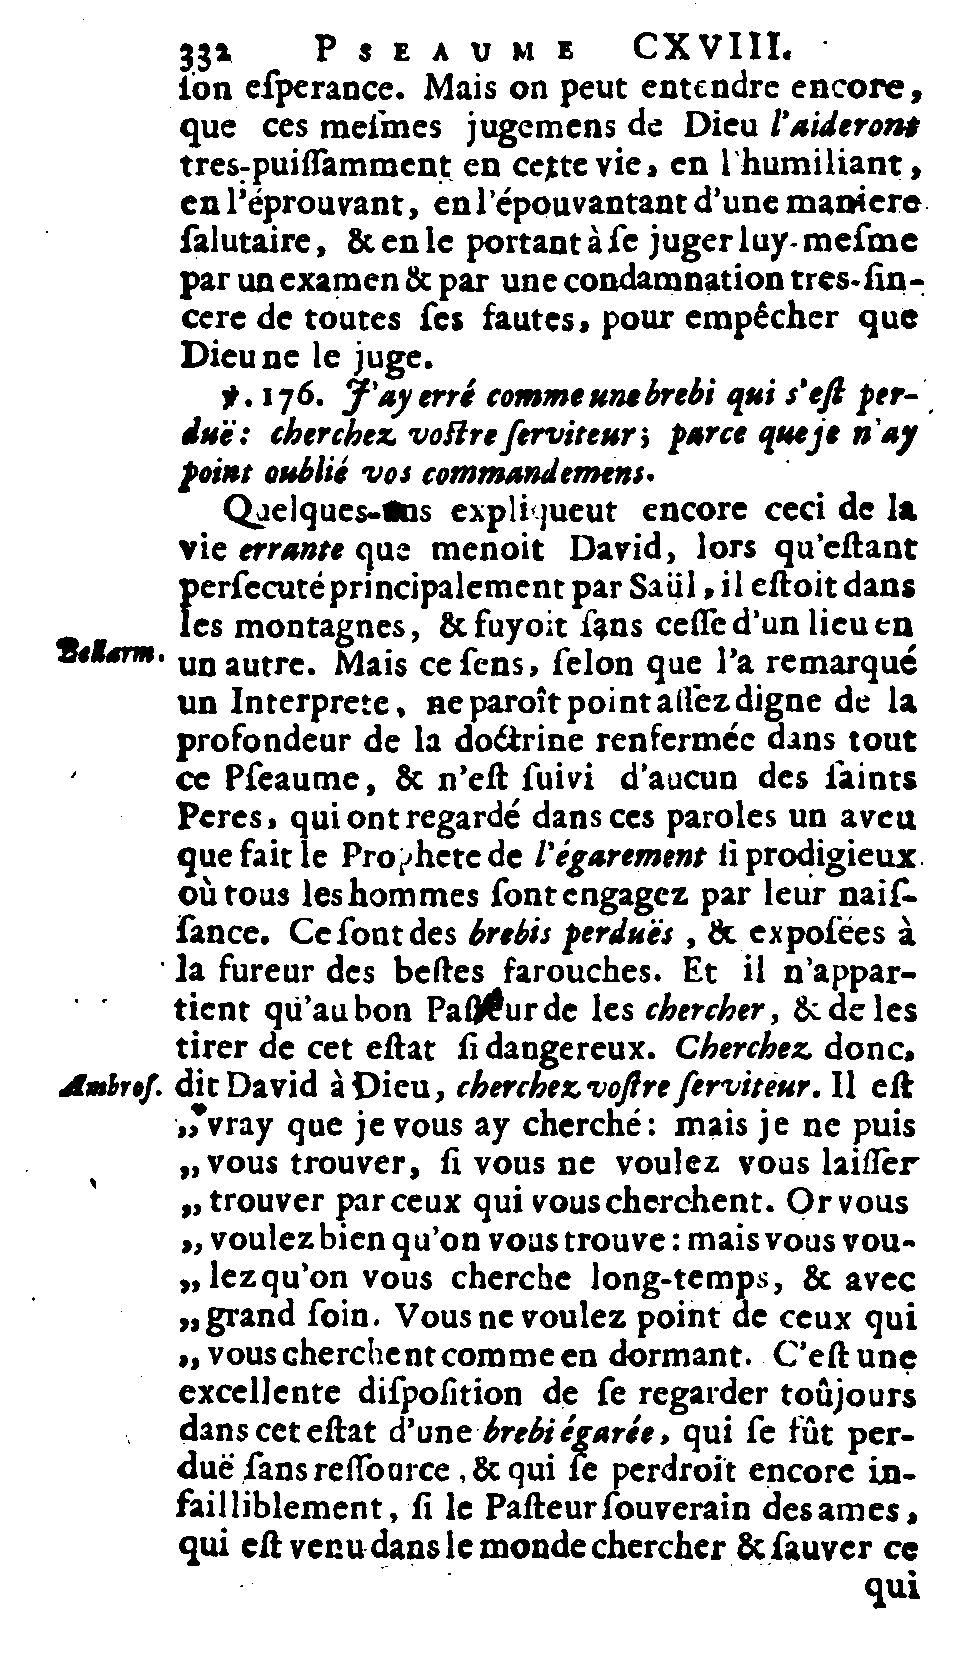 332 PSEAUME CXVIII.
ſon eſperance. Mais on peut entendre encore,
que ces meſmes jugemens de Dieu l'aideront
tres-puiſſamment en cette vie, en l'humiliant,
en l'éprouvant, en l'épouvantant d'une maniere
ſalutaire, & en le portant à ſe juger luy-meſme
par un examen & par une condamnation tres-ſin-
cere de toutes ſes fautes, pour empêcher que
Dieu ne le juge.
℣. 176. J'ay erré comme une brebi qui s'eſt per-
duë: cherchez voſtre ſerviteur; parce que je n'ay
point oublié vos commandemens.
Quelques-uns expliqueut encore ceci de la
vie errante que menoit David, lors qu'eſtant
perſecuté principalement par Saül, il eſtoit dans
les montagnes, & fuyoit ſans ceſſe d'un lieu en
Bellarm. un autre. Mais ce ſens, ſelon que l'a remarqué
un Interprete, ne paroît point aſſez digne de la
profondeur de la doctrine renfermée dans tout
ce Pſeaume, & n'eſt ſuivi d'aucun des ſaints
Peres, qui ont regardé dans ces paroles un aveu
que fait le Prophete de l'égarement ſi prodigieux
où tous les hommes ſont engagez par leur naiſ-
ſance. Ce ſont des brebis perduës, & expoſées à
la fureur des beſtes farouches. Et il n'appar-
tient qu'au bon Paſteur de les chercher, & de les
tirer de cet eſtat ſi dangereux. Cherchez donc,
Ambroſ. dit David à Dieu, cherchez voſtre ſerviteur. Il eſt
„ vray que je vous ay cherché: mais je ne puis
„ vous trouver, ſi vous ne voulez vous laiſſer
„ trouver par ceux qui vous cherchent. Or vous
„ voulez bien qu'on vous trouve: mais vous vou-
„ lez qu'on vous cherche long-temps, & avec
„ grand ſoin. Vous ne voulez point de ceux qui
„ vous cherchent comme en dormant. C'eſt une
excellente diſpoſition de ſe regarder toûjours
dans cet eſtat d'une brebi égarée, qui ſe fût per-
duë ſans reſſource, & qui ſe perdroit encore in-
failliblement, ſi le Paſteur ſouverain des ames,
qui eſt venu dans le monde chercher & ſauver ce
qui